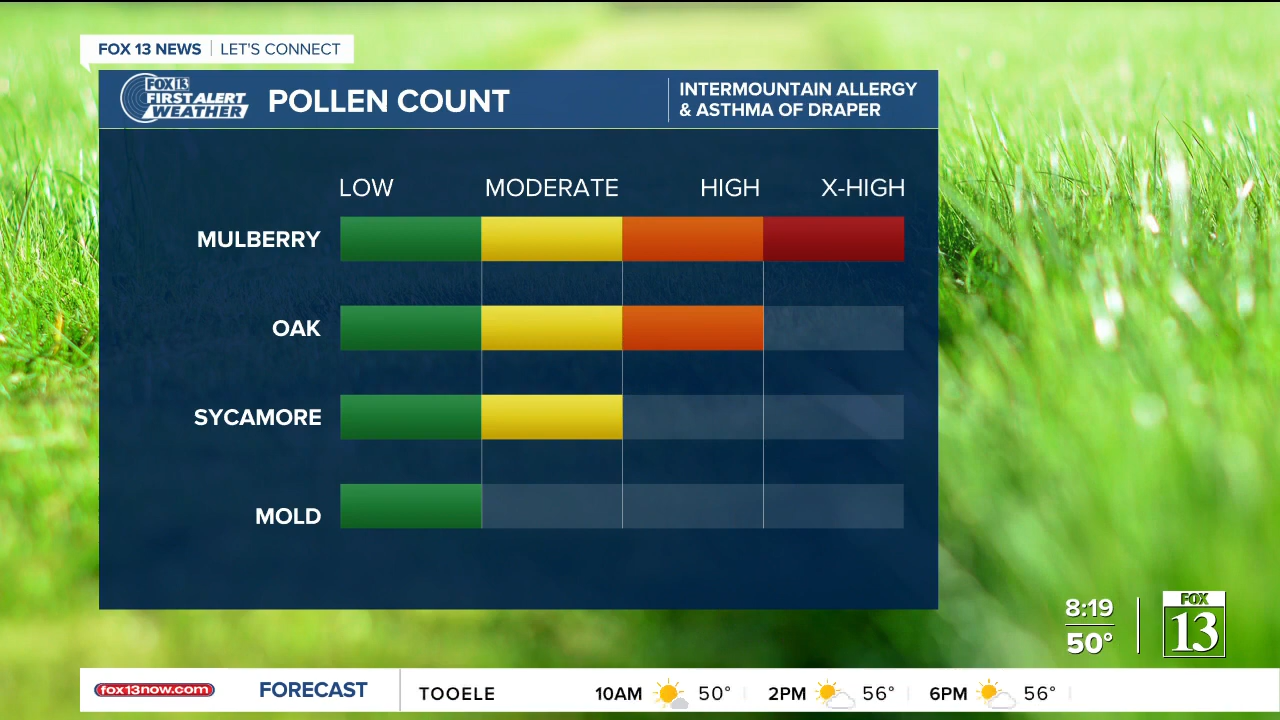 FOX 13 NEWS | LET'S CONNECT
FOX 13
FIRST ALERT
WEATHER
POLLEN COUNT
INTERMOUNTAIN ALLERGY
& ASTHMA OF DRAPER
LOW MODERATE HIGH X-HIGH
MULBERRY
OAK
SYCAMORE
MOLD
8:19
50°
FOX
13
fox13now.com FORECAST TOOELE 10AM 50° 2PM 56° 6PM 56°